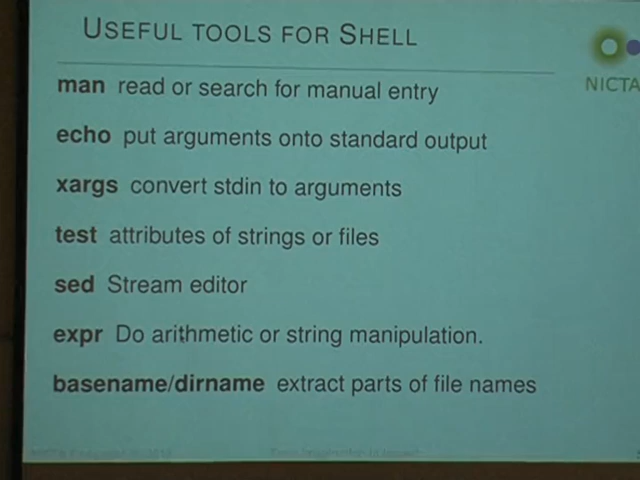 USEFUL TOOLS FOR SHELL
NICTA
man read or search for manual entry
echo put arguments onto standard output
xargs convert stdin to arguments
test attributes of strings or files
sed Stream editor
expr Do arithmetic or string manipulation.
basename/dirname extract parts of file names